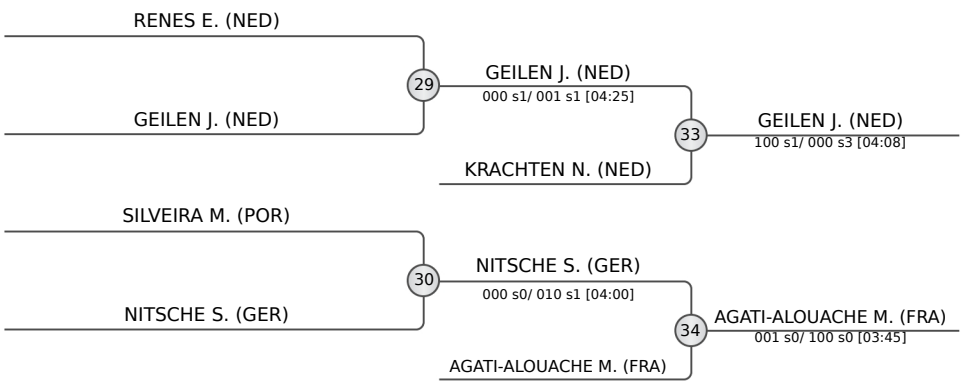 RENES E. (NED)
29
GEILEN J. (NED)
GEILEN J. (NED)
000 s1/ 001 s1 [04:25]
33
GEILEN J. (NED)
100 s1/ 000 s3 [04:08]
KRACHTEN N. (NED)
SILVEIRA M. (POR)
30
NITSCHE S. (GER)
NITSCHE S. (GER)
000 s0/ 010 s1 [04:00]
34
AGATI-ALOUACHE M. (FRA)
001 s0/ 100 s0 [03:45]
AGATI-ALOUACHE M. (FRA)